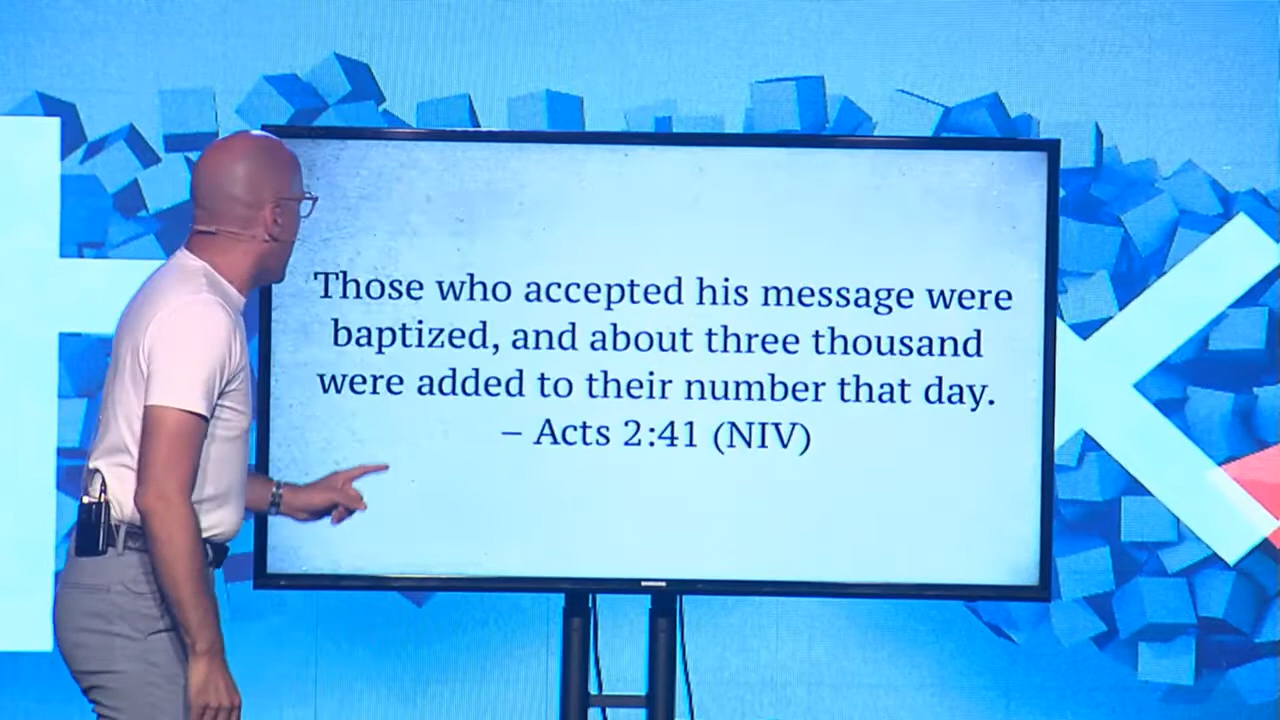 Those who accepted his message were
baptized, and about three thousand
were added to their number that day.
– Acts 2:41 (NIV)
SAMSUNG